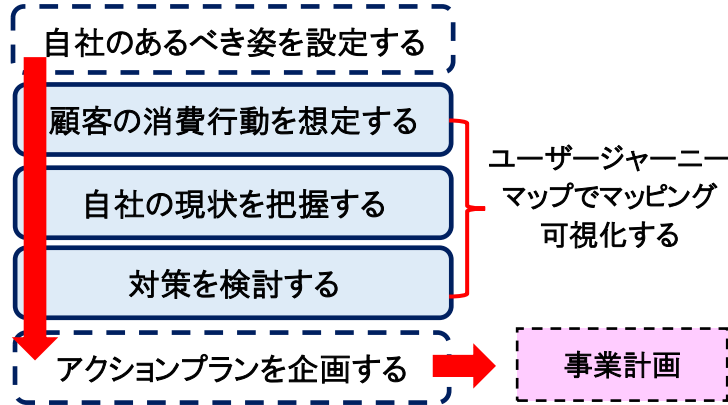 自社のあるべき姿を設定する
顧客の消費行動を想定する
自社の現状を把握する
対策を検討する
ユーザージャーニー
マップでマッピング
可視化する
アクションプランを企画する
事業計画